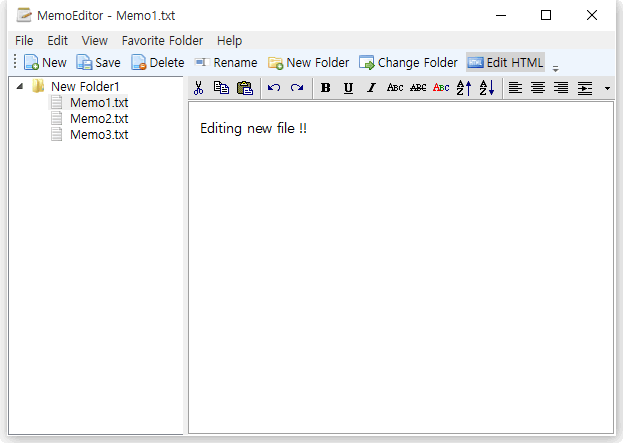 MemoEditor - Memo1.txt
File Edit View Favorite Folder Help
New Save Delete Rename New Folder Change Folder Edit HTML
New Folder1
Memo1.txt
Memo2.txt
Memo3.txt
B U I ABC ABC ABC A Z A Z
Editing new file !!